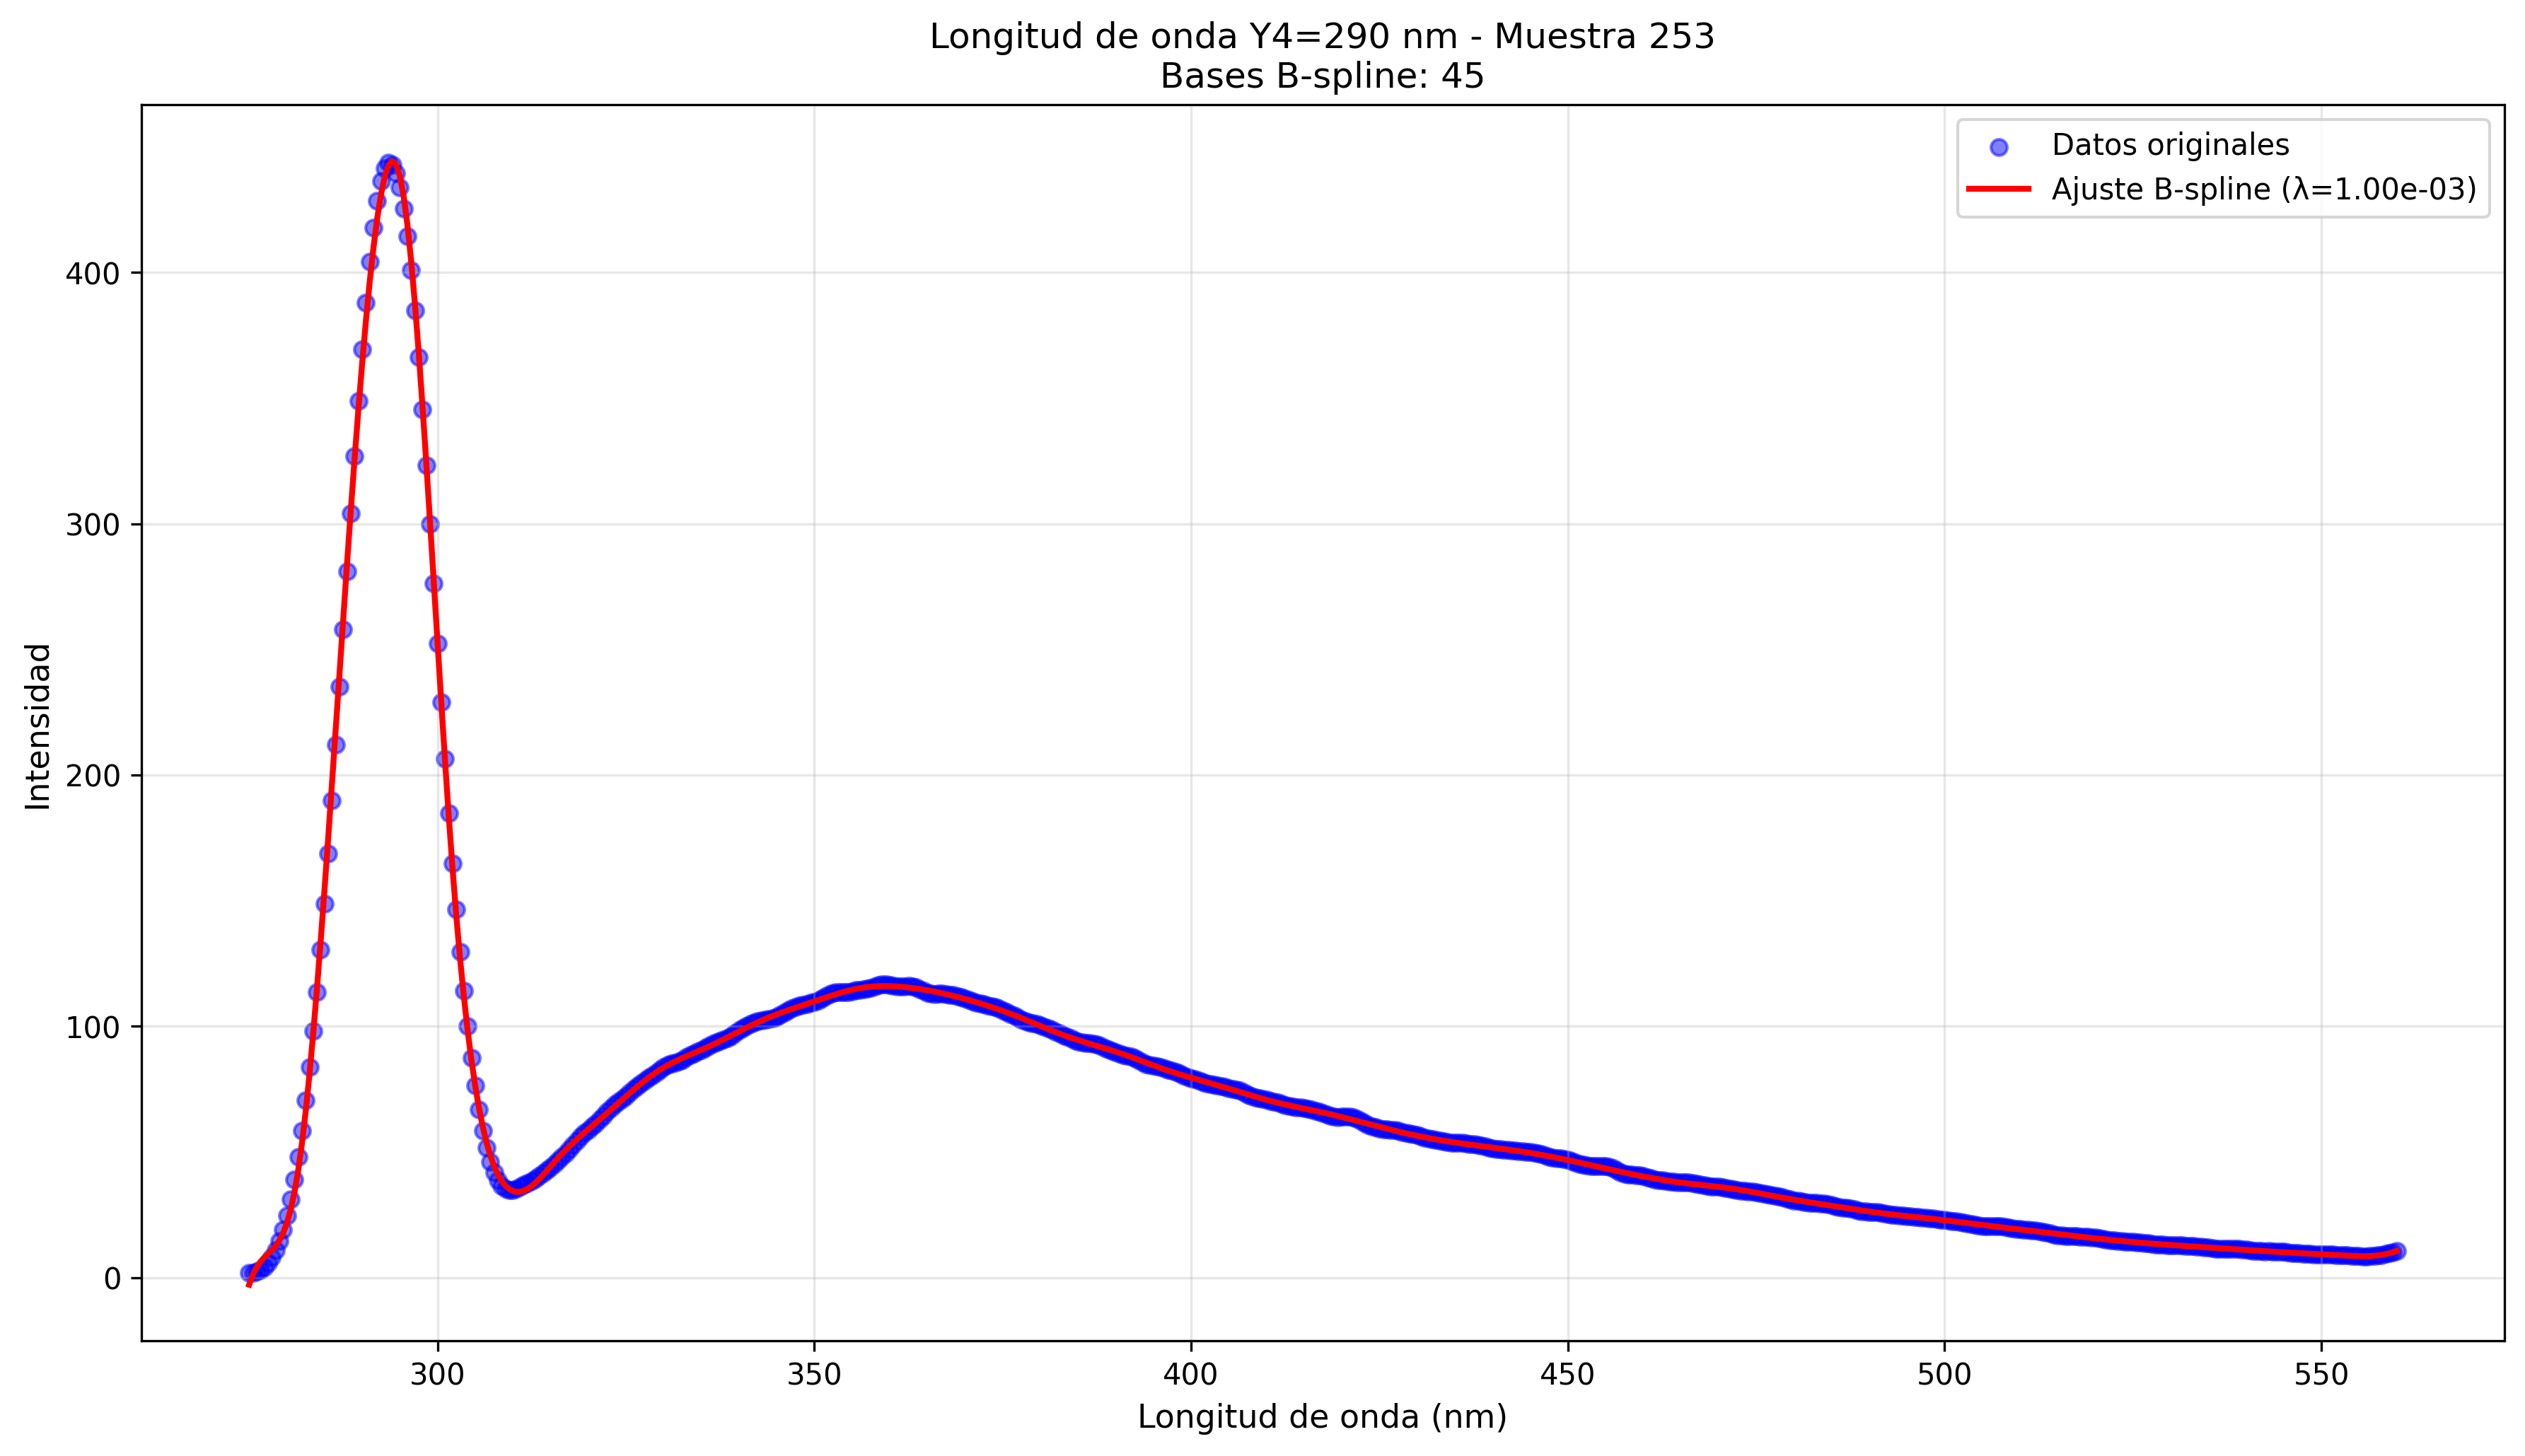 Longitud de onda Y4=290 nm - Muestra 253
Bases B-spline: 45
Datos originales
Ajuste B-spline (λ=1.00e-03)
Intensidad
400
300
200
100
0
300 350 400 450 500 550
Longitud de onda (nm)